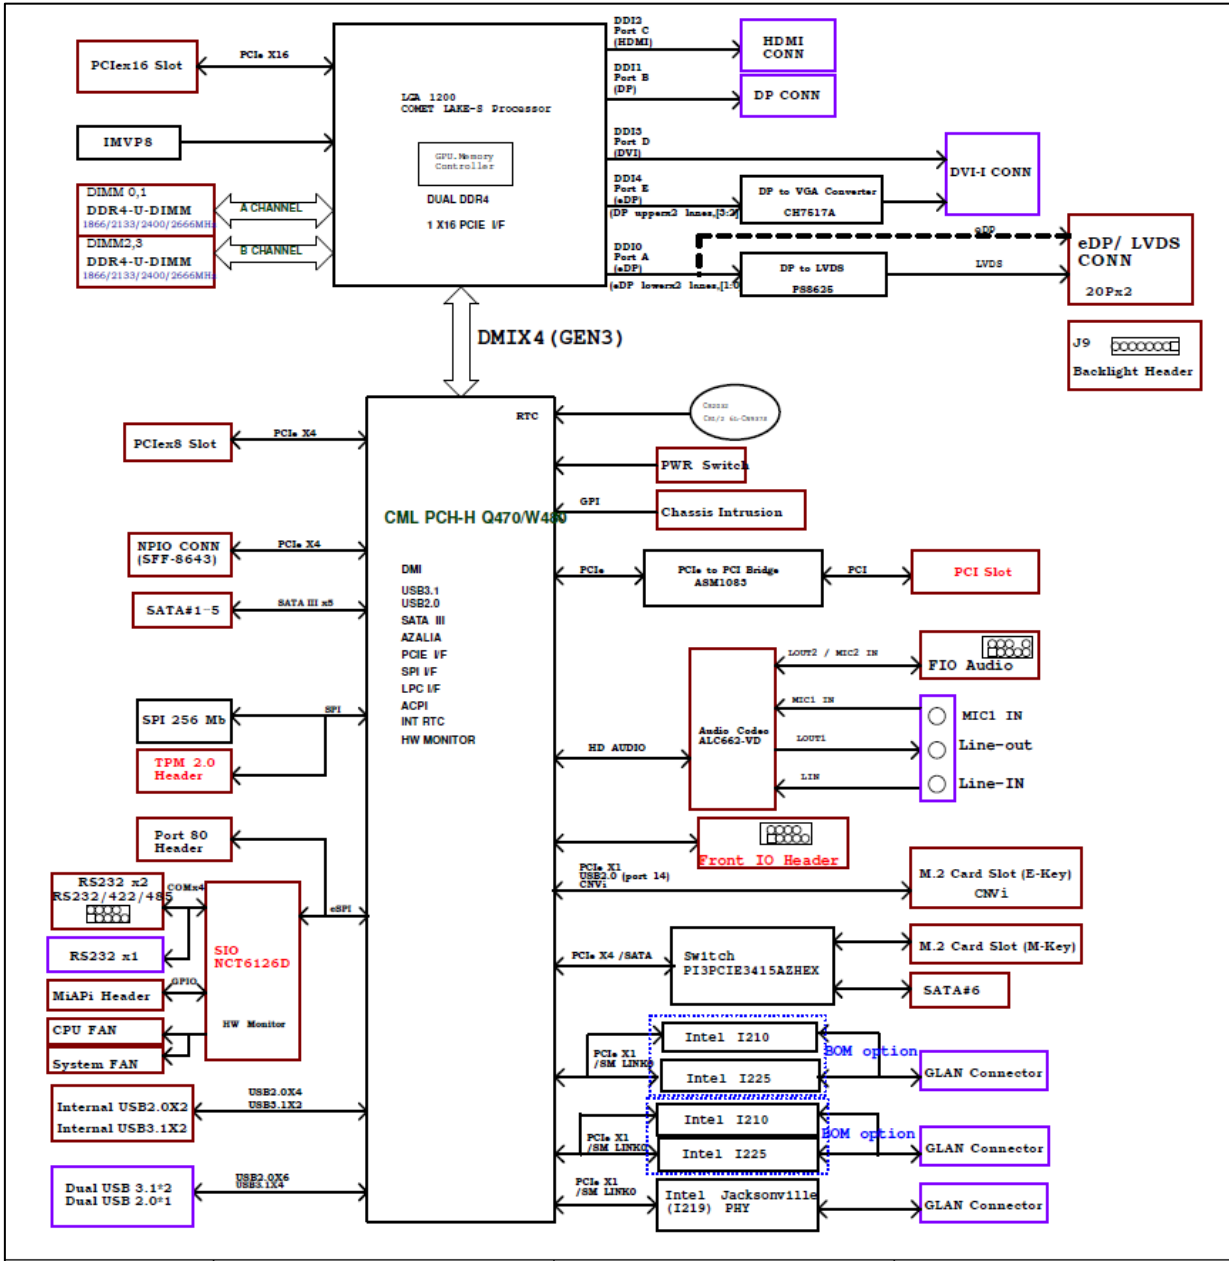 DDI2
Port C
(HDMI)
HDMI
CONN
PCIex16 Slot
PCIe X16
DDI1
Port B
(DP)
DP CONN
LGA 1200
COMET LAKE-S Processor
IMVP8
GPU.Memory
Controller
DDI3
Port D
(DVI)
DVI-I CONN
DIMM 0,1
DDR4-U-DIMM
1866/2133/2400/2666MHz
A CHANNEL
DUAL DDR4
1 X16 PCIE I/F
DDI4
Port E
(eDP)
(DP upperx2 lnnes,[3:2]
DP to VGA Converter
CH7517A
DIMM2,3
DDR4-U-DIMM
1866/2133/2400/2666MHz
B CHANNEL
DDI0
Port A
(eDP)
(eDP lowerx2 lnnes,[1:0
DP to LVDS
PS8625
eDP
LVDS
eDP/ LVDS
CONN
20Px2
DMIX4(GEN3)
J9
Backlight Header
RTC
PCIex8 Slot
PCIe X4
PWR Switch
GPI
Chassis Intrusion
CML PCH-H Q470/W480
NPIO CONN
(SFF-8643)
PCIe X4
DMI
USB3.1
USB2.0
SATA III
AZALIA
PCIE I/F
SPI I/F
LPC I/F
ACPI
INT RTC
HW MONITOR
PCIe
PCIe to PCI Bridge
ASM1083
PCI
PCI Slot
SATA#1-5
SATA III x5
LOUT2 / MIC2 IN
FIO Audio
SPI 256 Mb
SPI
TPM 2.0
Header
HD AUDIO
Audio Codec
ALC662-VD
MIC1 IN
LOUT1
LIN
MIC1 IN
Line-out
Line-IN
Port 80
Header
Front IO Header
RS232 x2
RS232/422/485
COMx4
eSPI
PCIe X1
USB2.0 (port 14)
CNVi
M.2 Card Slot (E-Key)
CNVi
RS232 x1
SIO
NCT6126D
HW Monitor
MiAPi Header
GPIO
CPU FAN
System FAN
PCIe X4 /SATA
Switch
PI3PCIE3415AZHEX
M.2 Card Slot (M-Key)
SATA#6
PCIe X1
/SM LINK0
Intel I210
Intel I225
BOM option
GLAN Connector
Internal USB2.0X2
Internal USB3.1X2
USB2.0X4
USB3.1X2
PCIe X1
/SM LINK0
Intel I210
Intel I225
BOM option
GLAN Connector
Dual USB 3.1*2
Dual USB 2.0*1
USB2.0X6
USB3.1X4
PCIe X1
/SM LINK0
Intel Jacksonville
(I219) PHY
GLAN Connector